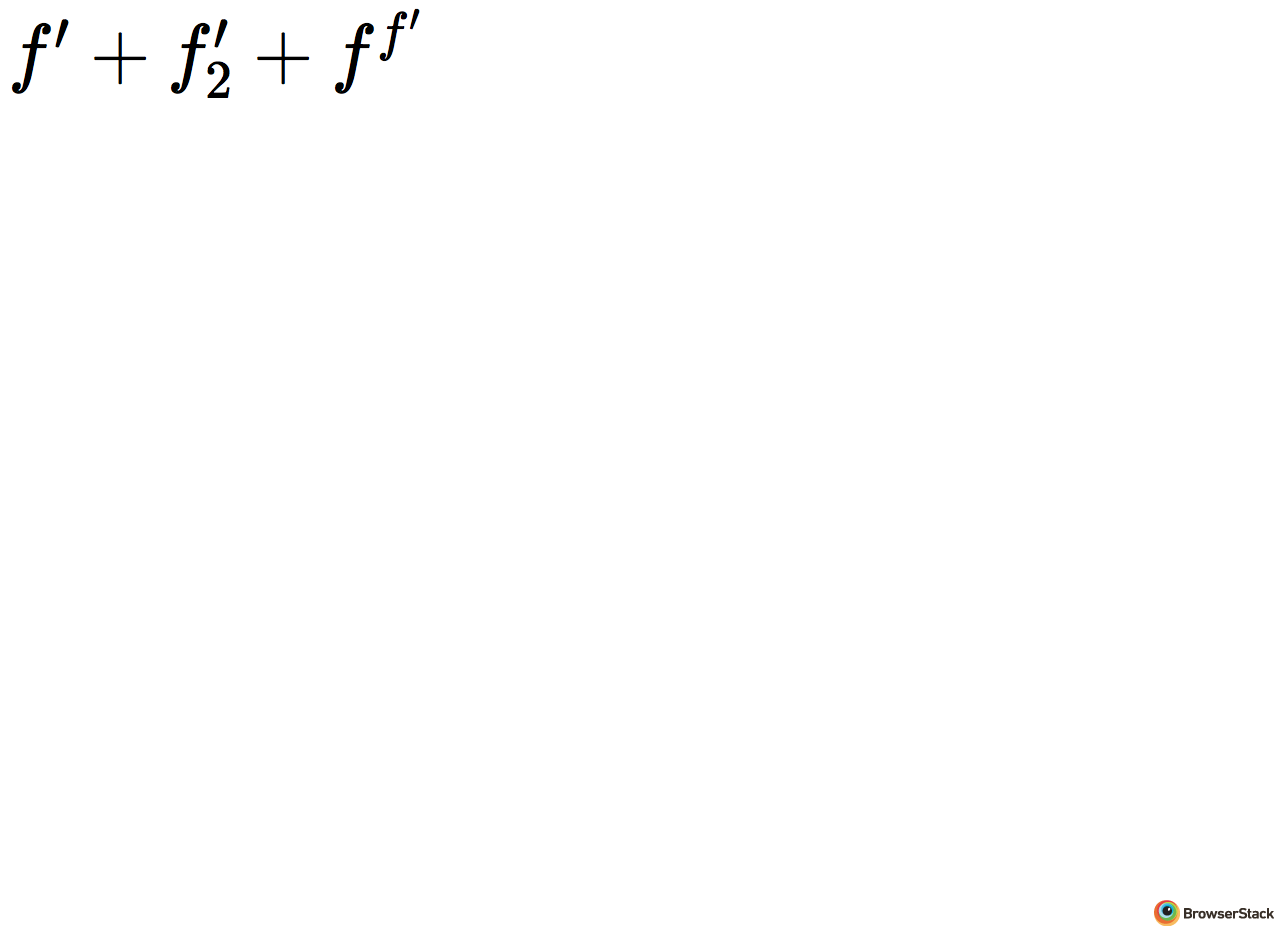 f′ + f′₂ + f^{f′}
BrowserStack